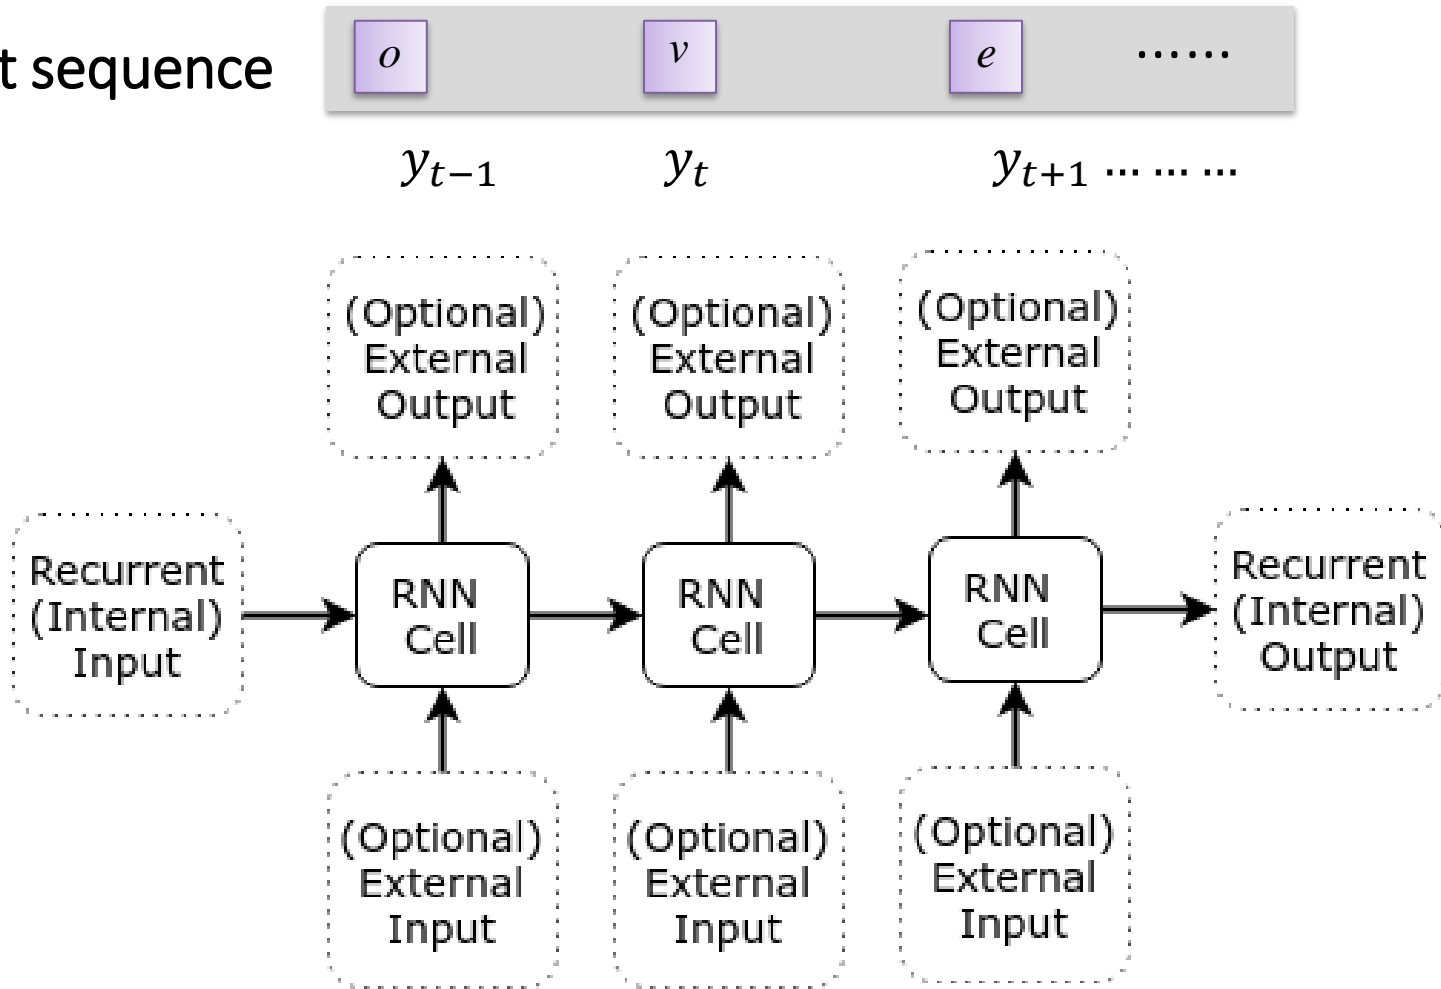 t sequence
o v e ......
y_{t-1} y_t y_{t+1} ... ... ...
(Optional) External Output
(Optional) External Output
(Optional) External Output
Recurrent (Internal) Input
RNN Cell
RNN Cell
RNN Cell
Recurrent (Internal) Output
(Optional) External Input
(Optional) External Input
(Optional) External Input